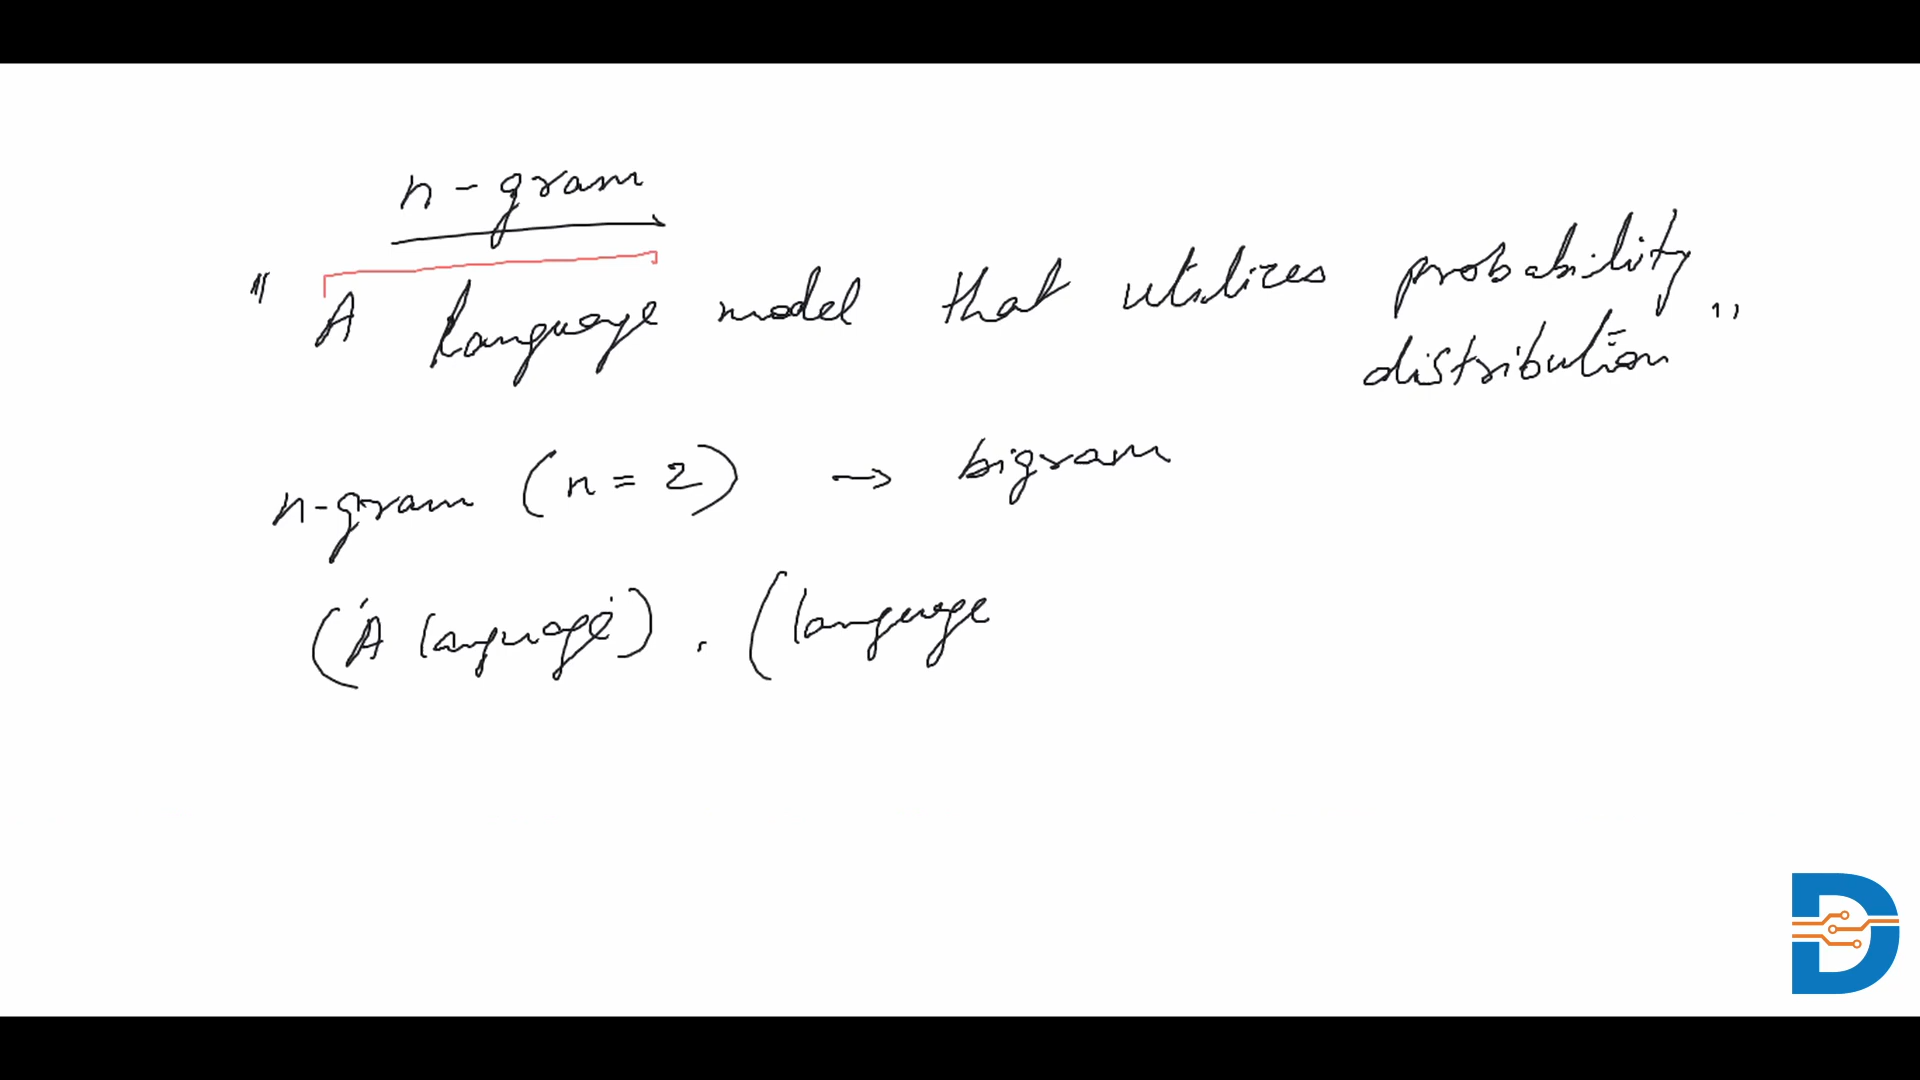 n-gram
" A language model that utilizes probability
distribution "
n-gram (n = 2) → bigram
('A language') . (language